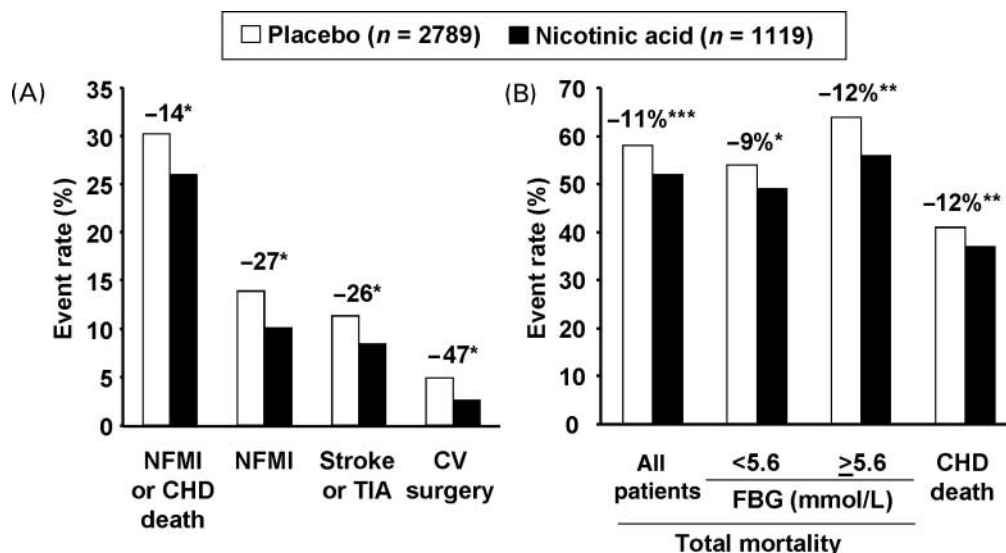 Placebo (n = 2789) Nicotinic acid (n = 1119)
(A)
Event rate (%)
35
30
25
20
15
10
5
0
–14*
–27*
–26*
–47*
NFMI
or CHD
death
NFMI
Stroke
or TIA
CV
surgery
(B)
Event rate (%)
70
60
50
40
30
20
10
0
–11%***
–9%*
–12%**
–12%**
All
patients
<5.6
≥5.6
FBG (mmol/L)
Total mortality
CHD
death